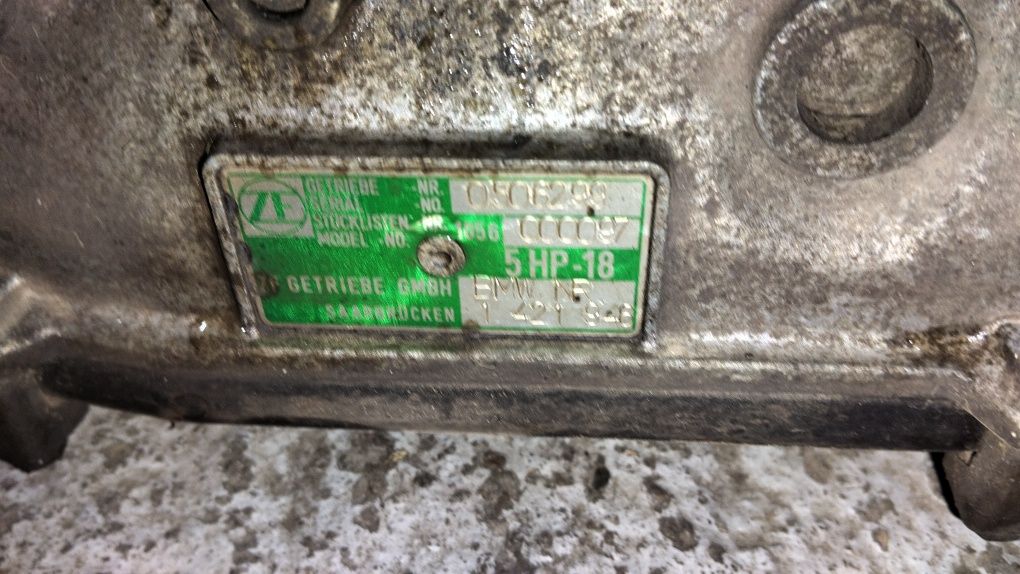 ZF GETRIEBE -NR. 0506299
SERIAL -NO.
STÜCKLISTEN -NR. 1056 000087
MODEL -NO.
5 HP-18
ZF GETRIEBE GMBH BMW NR
SAARBRÜCKEN 1 421 946